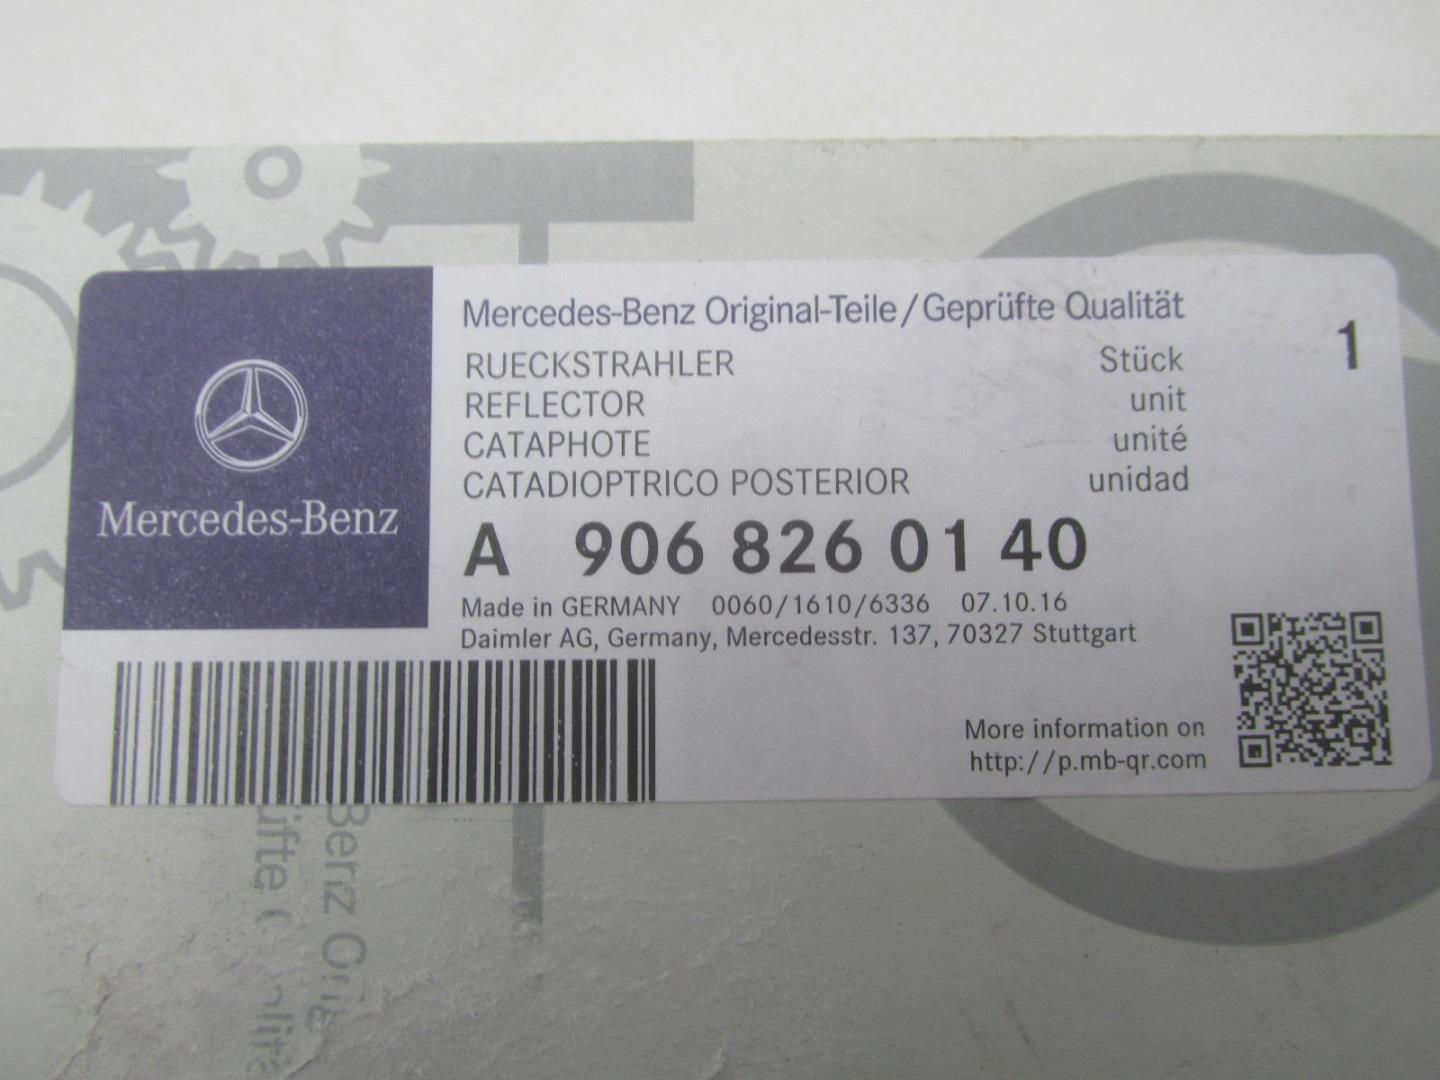 Mercedes-Benz
Mercedes-Benz Original-Teile/Geprüfte Qualität
RUECKSTRAHLER Stück 1
REFLECTOR unit
CATAPHOTE unité
CATADIOPTRICO POSTERIOR unidad
A 906 826 01 40
Made in GERMANY 0060/1610/6336 07.10.16
Daimler AG, Germany, Mercedesstr. 137, 70327 Stuttgart
More information on
http://p.mb-qr.com
Benz